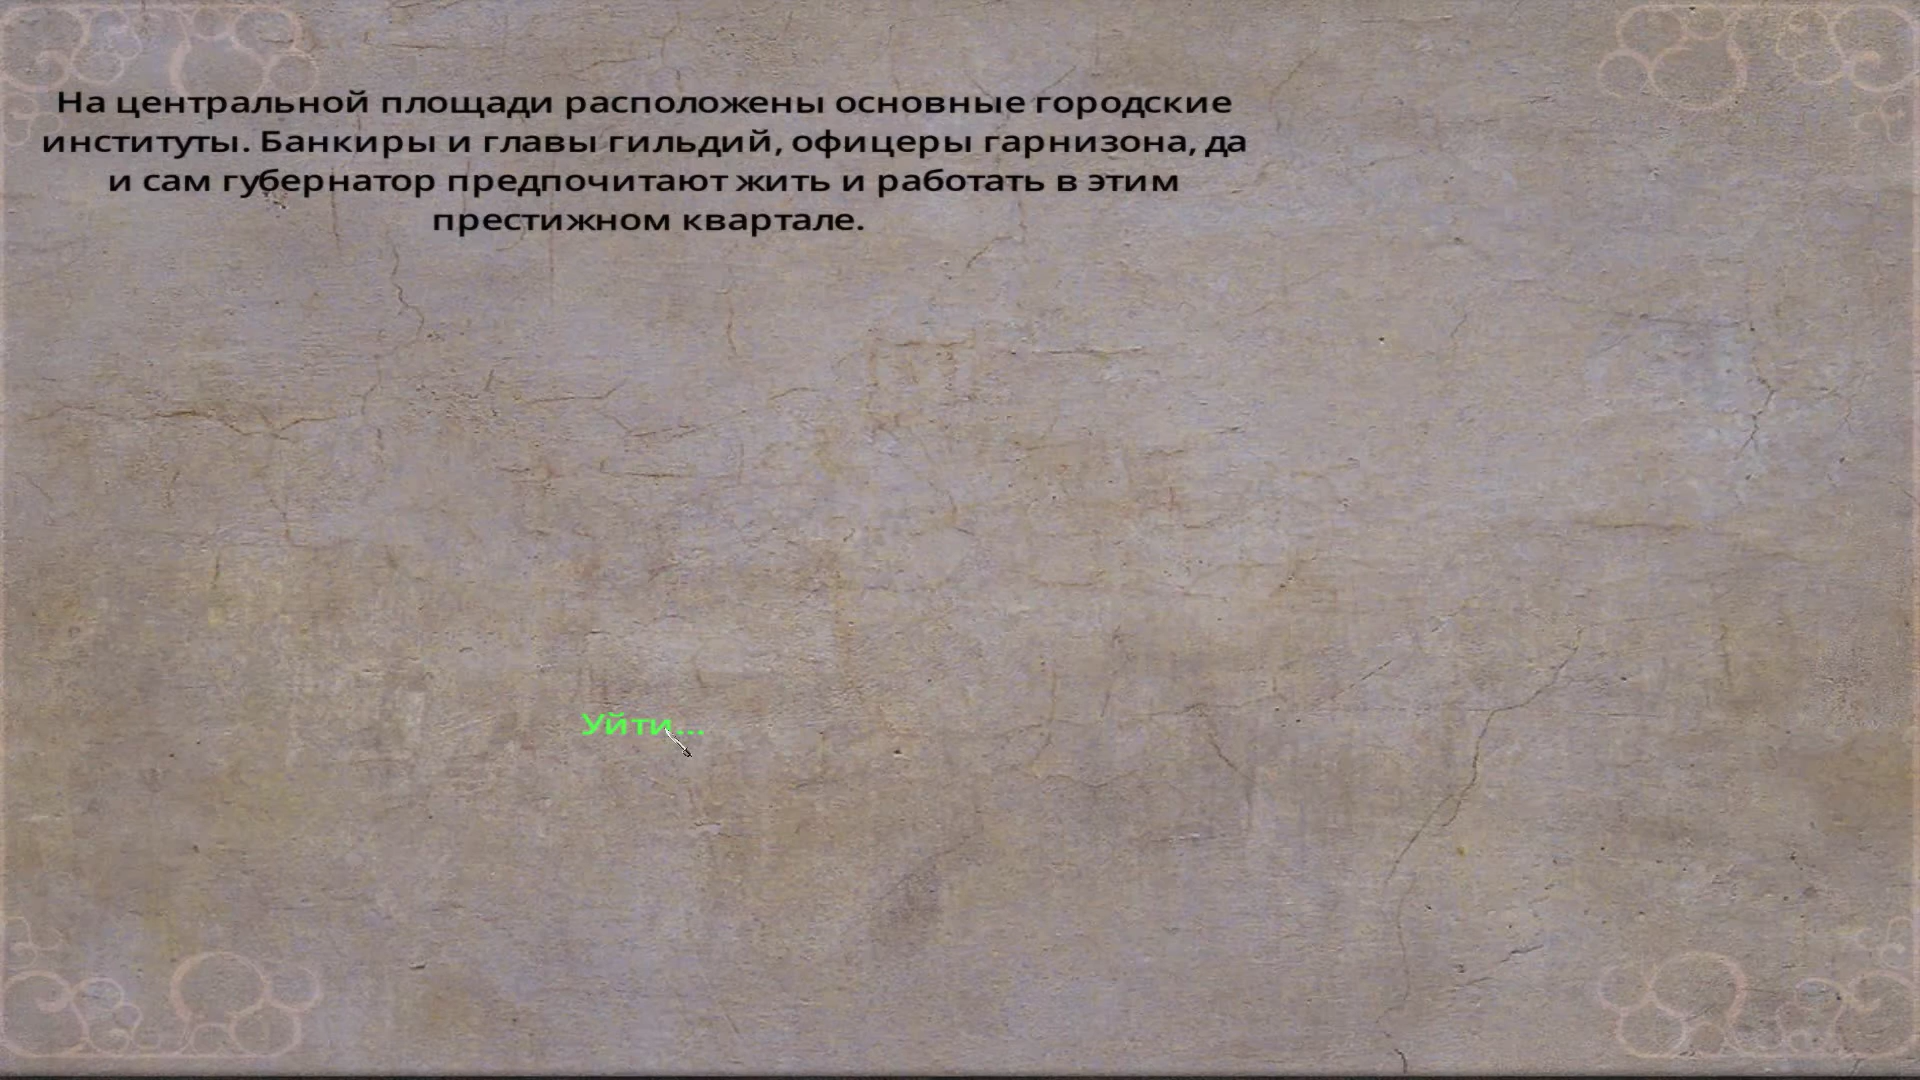 На центральной площади расположены основные городские
институты. Банкиры и главы гильдий, офицеры гарнизона, да
и сам губернатор предпочитают жить и работать в этим
престижном квартале.
Уйти...